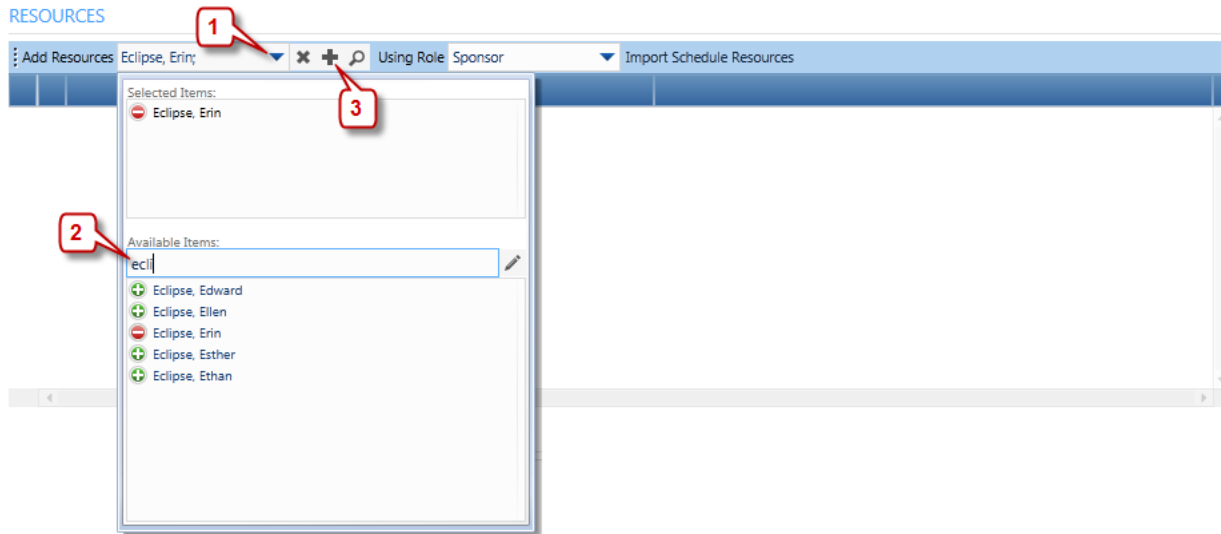 RESOURCES
1
Add Resources Eclipse, Erin; Using Role Sponsor Import Schedule Resources
Selected Items:
Eclipse, Erin
3
2
Available Items:
ecli
Eclipse, Edward
Eclipse, Ellen
Eclipse, Erin
Eclipse, Esther
Eclipse, Ethan